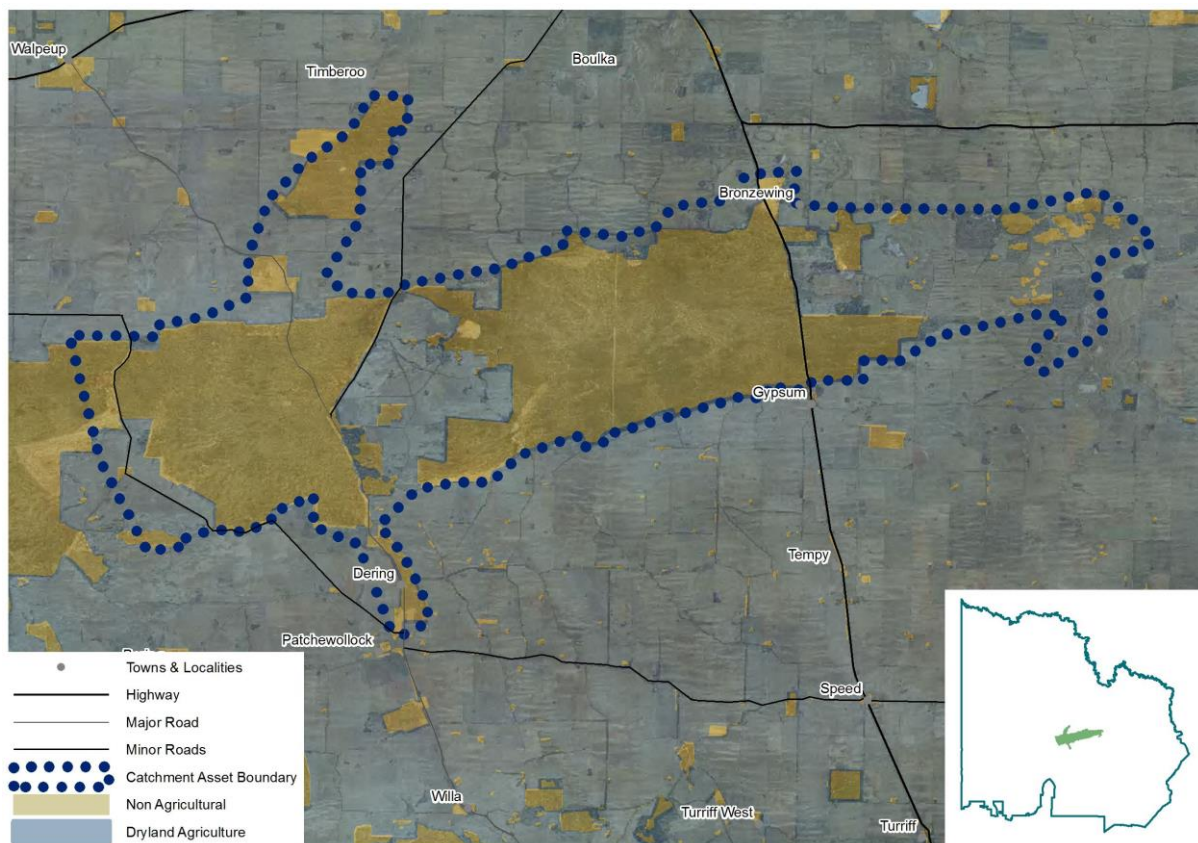 Walpeup
Timberoo
Boulka
Bronzewing
Gypsum
Tempy
Dering
Patchewollock
Speed
Willa
Turriff West
Turriff
Towns & Localities
Highway
Major Road
Minor Roads
Catchment Asset Boundary
Non Agricultural
Dryland Agriculture